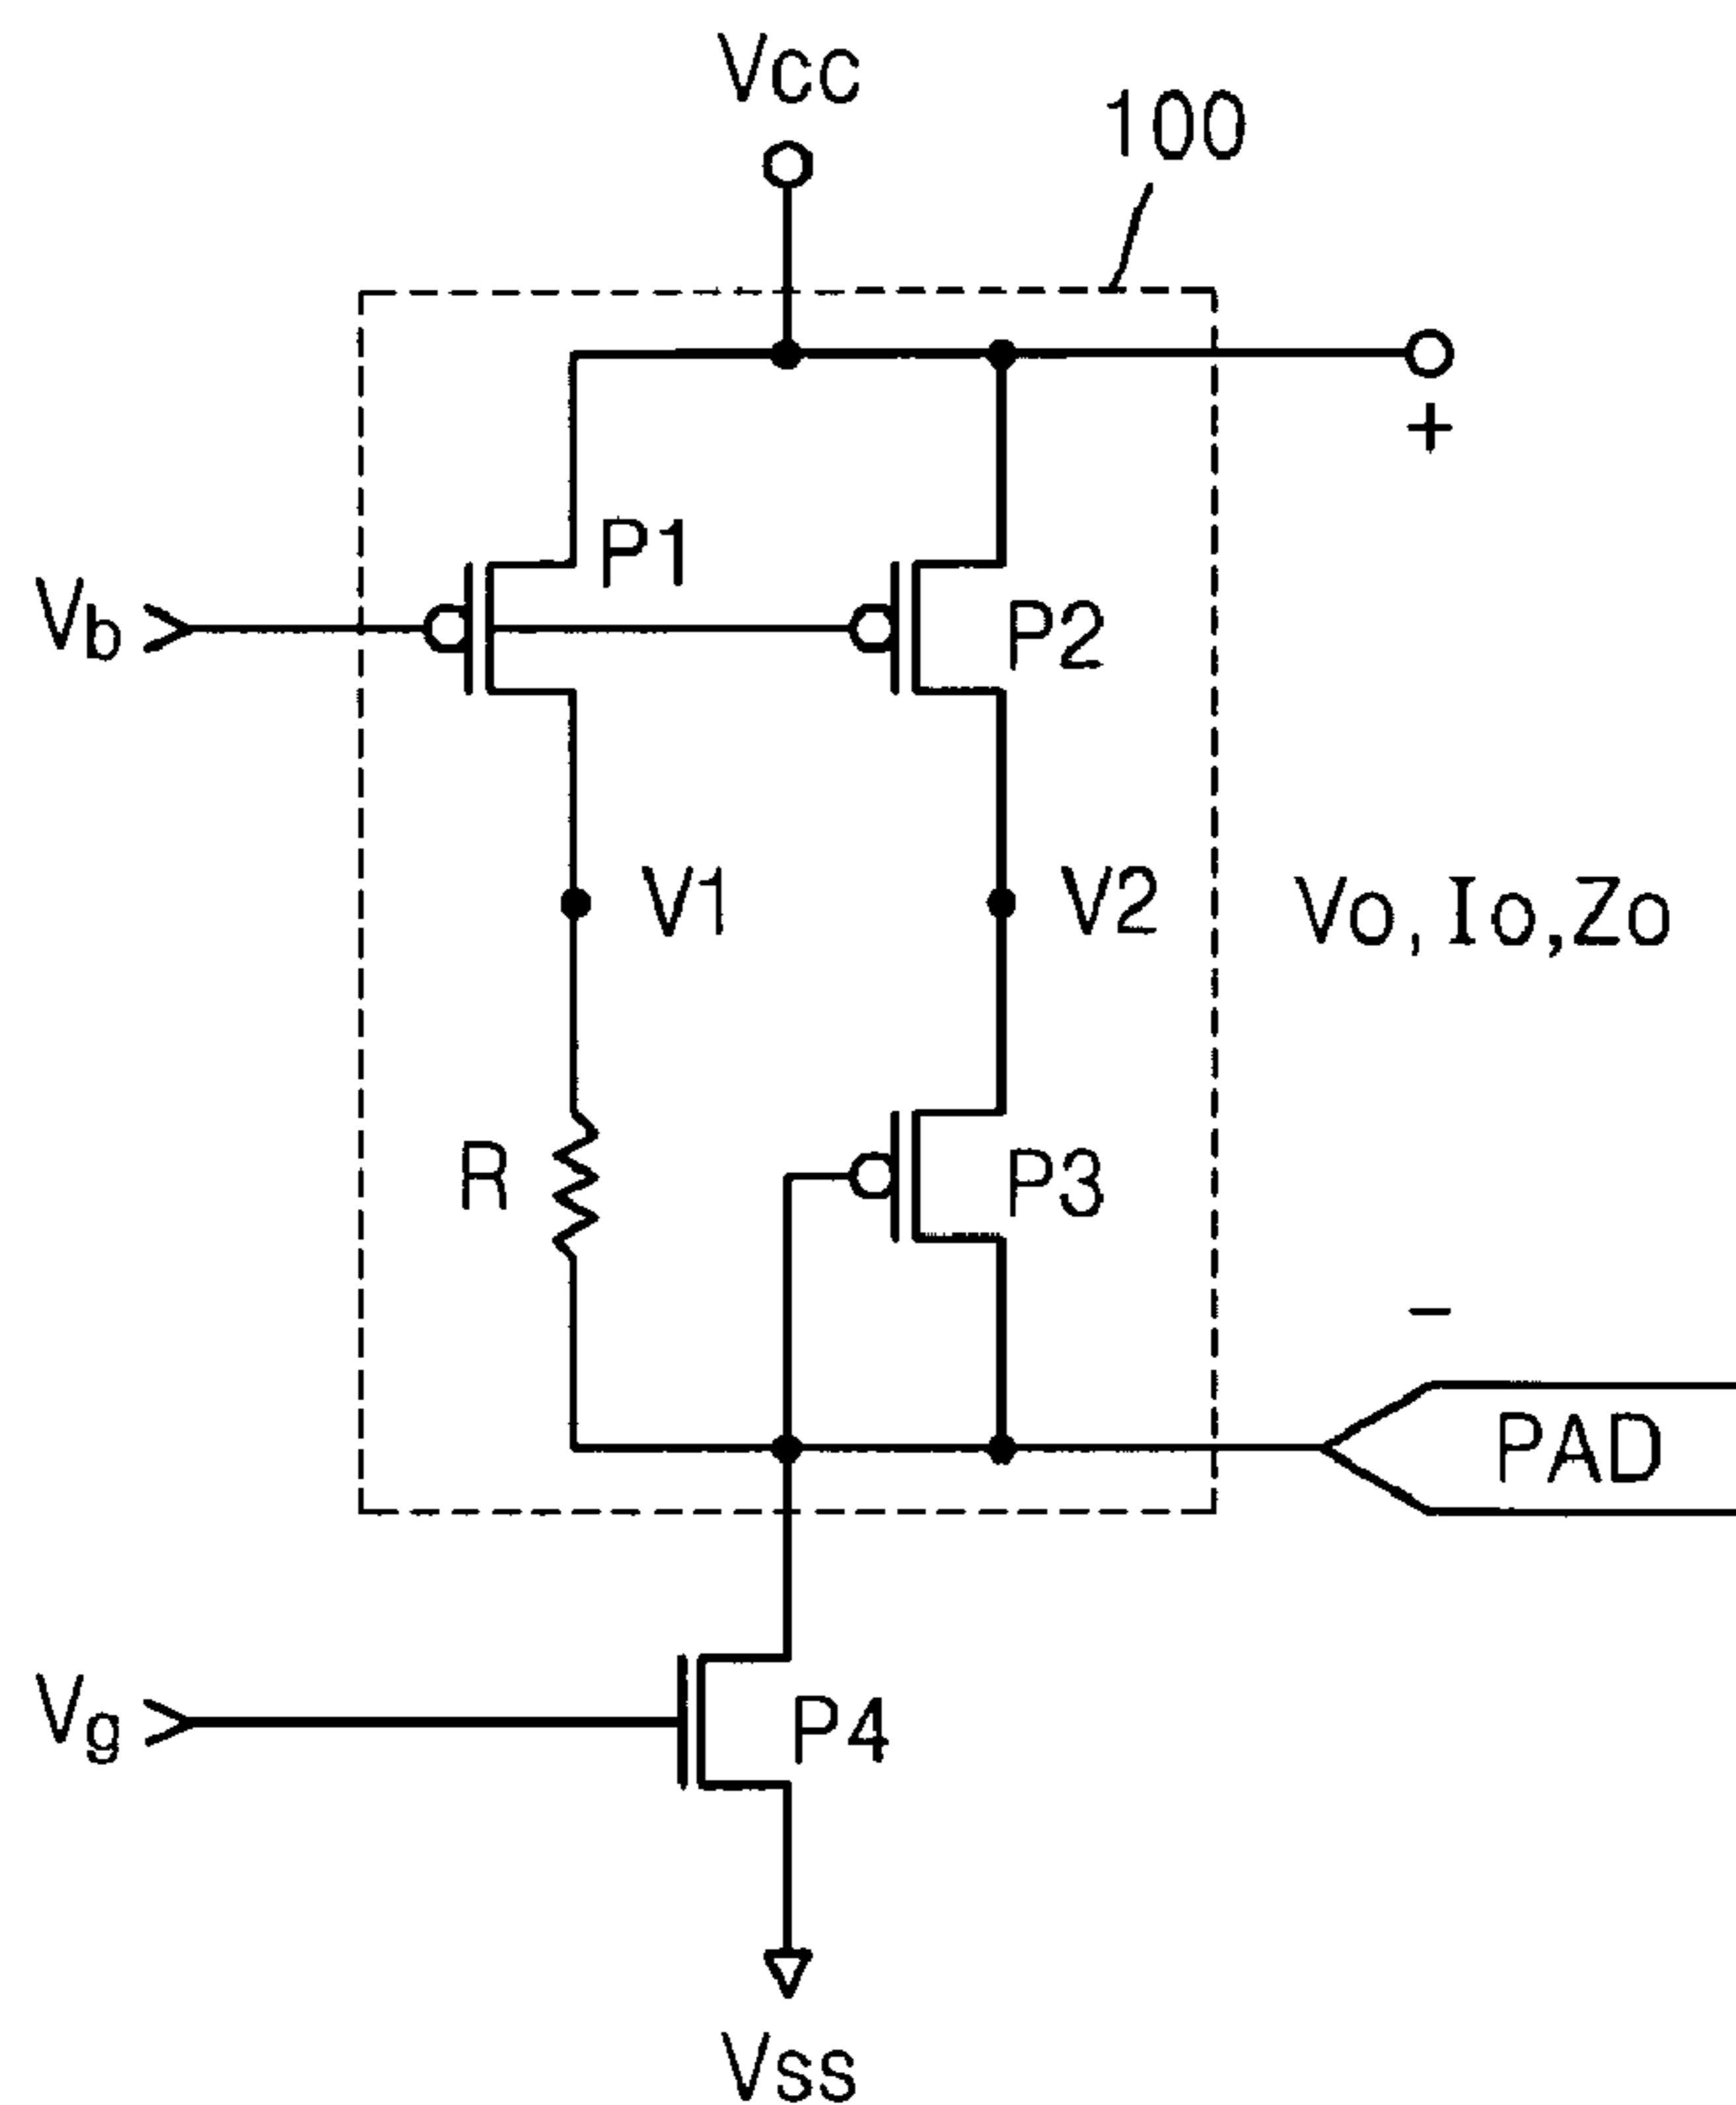 Vcc
100
+
P1
Vb
P2
V1
V2
Vo, Io, Zo
R
P3
−
PAD
Vg
P4
Vss